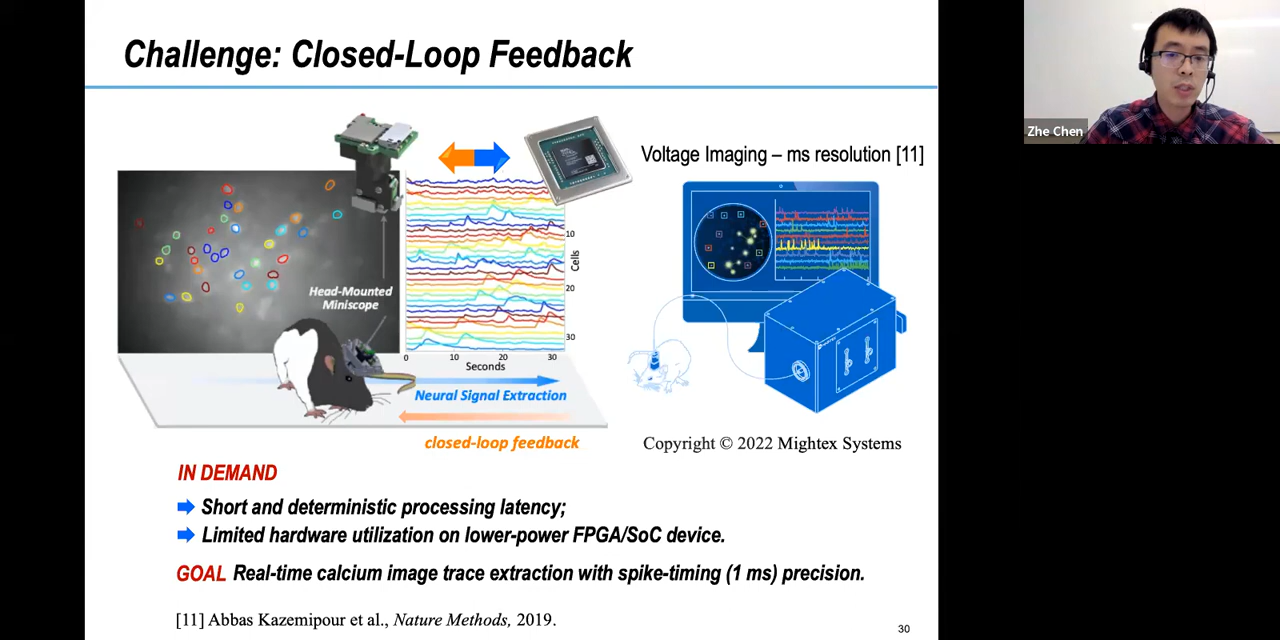 Challenge: Closed-Loop Feedback
Zhe Chen
Voltage Imaging – ms resolution [11]
10
20
30
Cells
Head-Mounted
Miniscope
0 10 20 30
Seconds
Neural Signal Extraction
closed-loop feedback
Copyright © 2022 Mightex Systems
IN DEMAND
Short and deterministic processing latency;
Limited hardware utilization on lower-power FPGA/SoC device.
GOAL Real-time calcium image trace extraction with spike-timing (1 ms) precision.
[11] Abbas Kazemipour et al., Nature Methods, 2019.
30